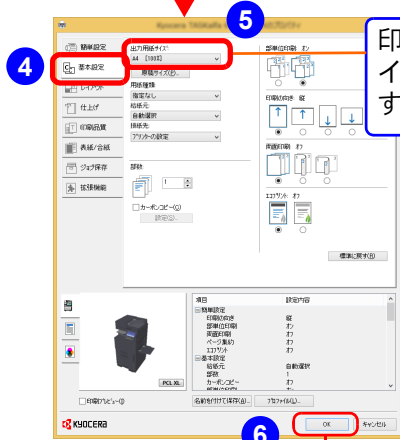 Kyocera TASKalfa
5
印
イ
す
4
簡単設定
基本設定
レイアウト
仕上げ
印刷品質
表紙/合紙
ジョブ保存
拡張機能
出力用紙サイズ:
A4 [100%]
原稿サイズ(Z)...
用紙種類:
指定なし
給紙元:
自動選択
排紙先:
プリンターの設定
部数:
1
カーボンコピー(G)
設定(S)...
部単位印刷: オン
印刷の向き: 縦
両面印刷: オフ
エコプリント: オフ
標準に戻す(R)
項目 設定内容
簡単設定
印刷の向き 縦
部単位印刷 オン
両面印刷 オフ
ページ集約 オフ
エコプリント オフ
基本設定
給紙元 自動選択
部数 1
カーボンコピー オフ
PCL XL
印刷プレビュー(I)
名前を付けて保存(A)...
プロファイル(L)...
KYOCERA
6
OK
キャンセル